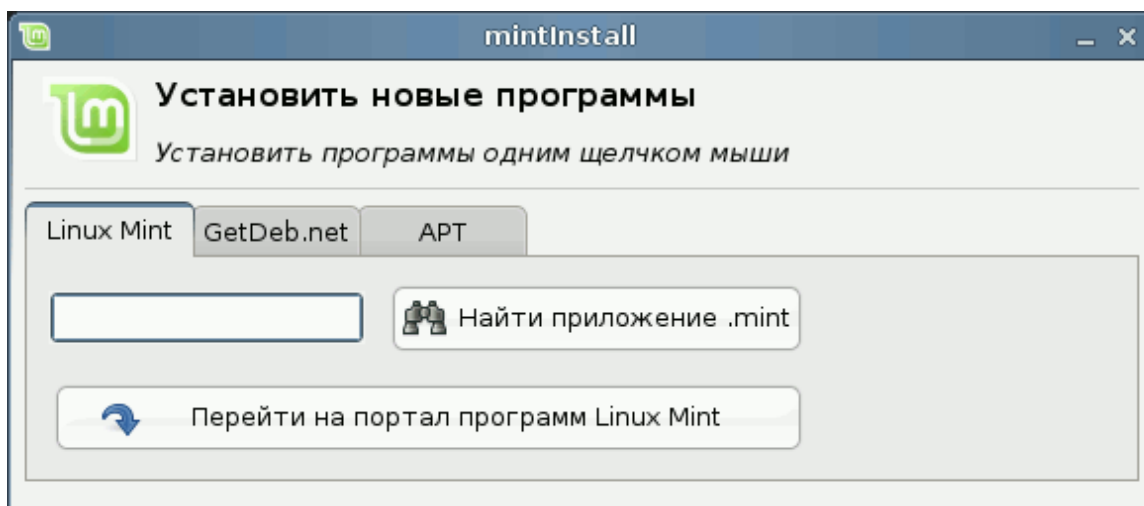 mintInstall
Установить новые программы
Установить программы одним щелчком мыши
Linux Mint GetDeb.net APT
Найти приложение .mint
Перейти на портал программ Linux Mint